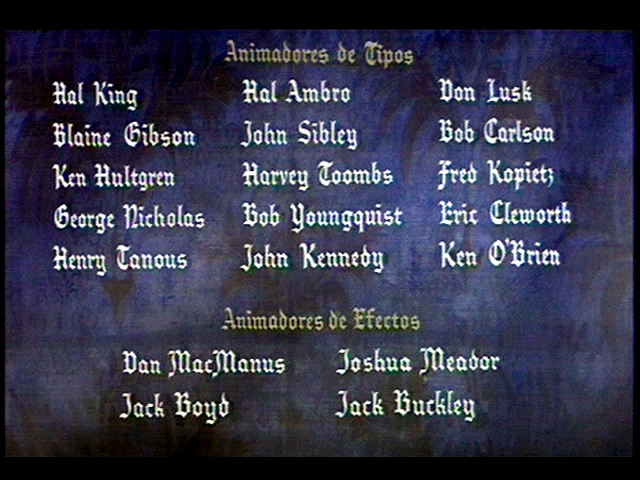 Animadores de Tipos
Hal King Hal Ambro Don Lusk
Blaine Gibson John Sibley Bob Carlson
Ken Hultgren Harvey Toombs Fred Kopietz
George Nicholas Bob Youngquist Eric Cleworth
Henry Tanous John Kennedy Ken O'Brien
Animadores de Efectos
Dan MacManus Joshua Meador
Jack Boyd Jack Buckley